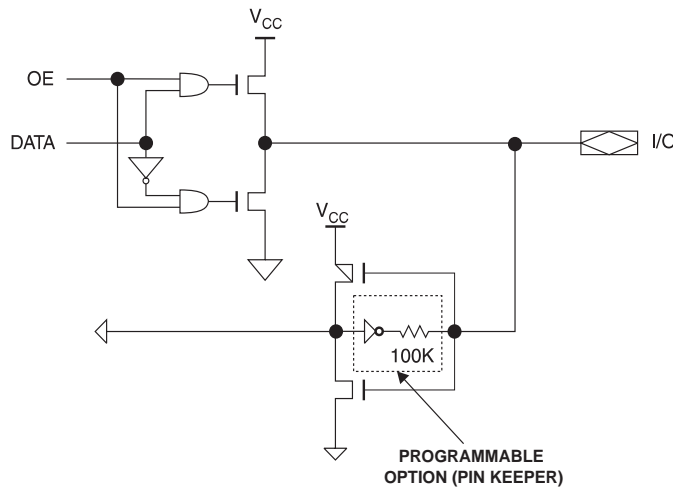 VCC
OE
DATA
I/O
VCC
100K
PROGRAMMABLE
OPTION (PIN KEEPER)